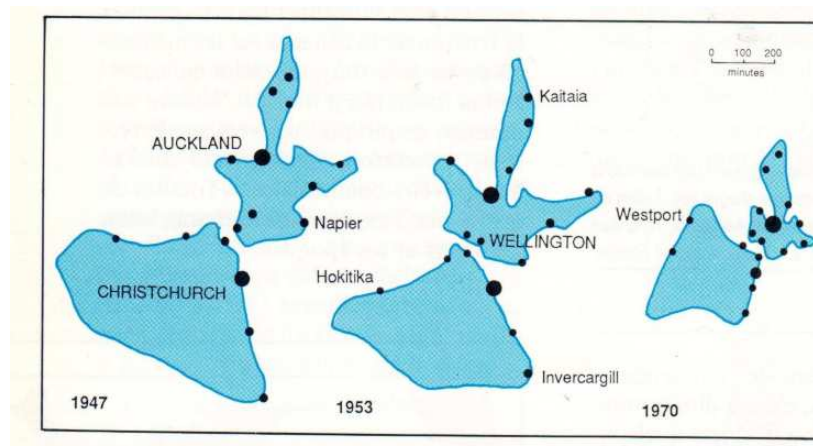 0 100 200
minutes
AUCKLAND
Kaitaia
Napier
WELLINGTON
Westport
CHRISTCHURCH
Hokitika
Invercargill
1947
1953
1970